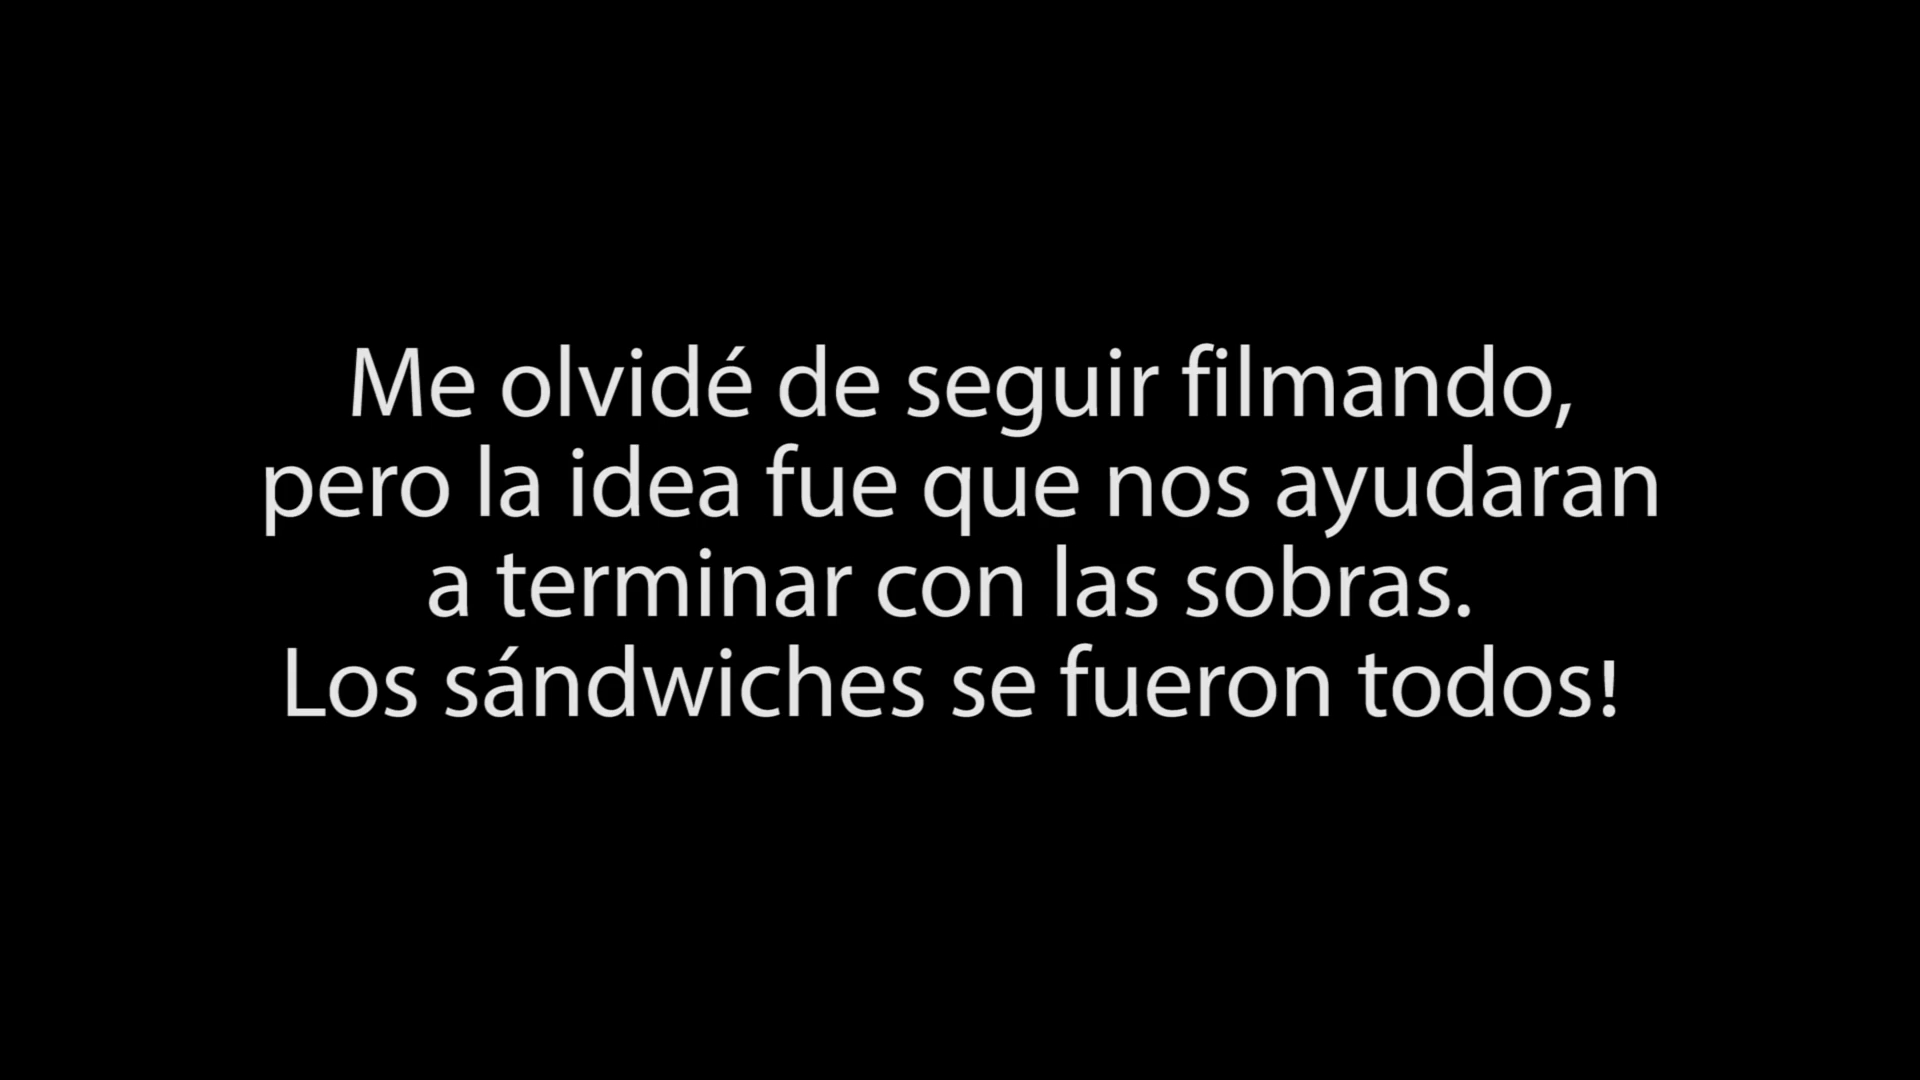 Me olvidé de seguir filmando,
pero la idea fue que nos ayudaran
a terminar con las sobras.
Los sándwiches se fueron todos!